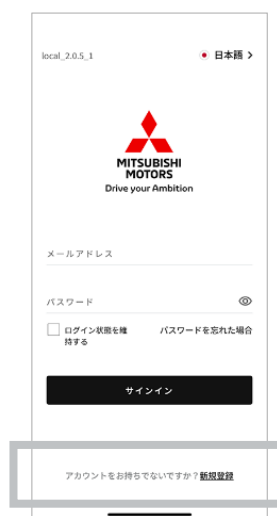 local_2.0.5_1
日本語
MITSUBISHI
MOTORS
Drive your Ambition
メールアドレス
パスワード
ログイン状態を維
持する
パスワードを忘れた場合
サインイン
アカウントをお持ちでないですか？新規登録